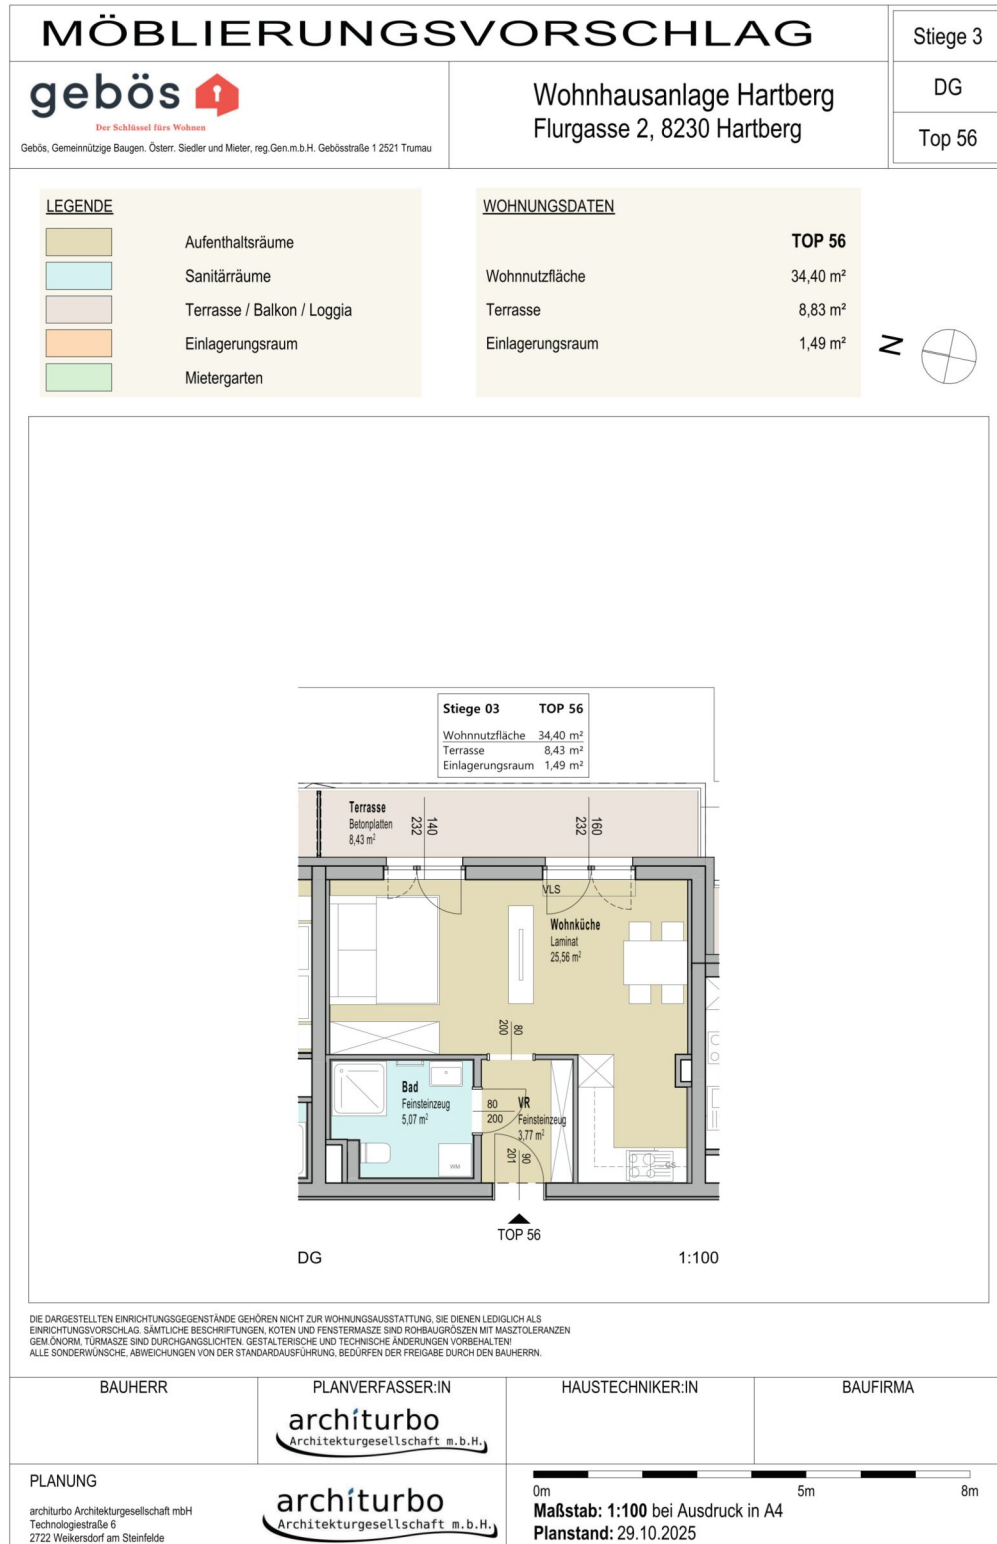 MÖBLIERUNGSVORSCHLAG
Stiege 3
DG
Top 56
gebös
Der Schlüssel fürs Wohnen
Gebös, Gemeinnützige Baugen. Österr. Siedler und Mieter, reg.Gen.m.b.H. Gebösstraße 1 2521 Trumau
Wohnhausanlage Hartberg
Flurgasse 2, 8230 Hartberg
LEGENDE
Aufenthaltsräume
Sanitärräume
Terrasse / Balkon / Loggia
Einlagerungsraum
Mietergarten
WOHNUNGSDATEN
TOP 56
Wohnnutzfläche 34,40 m²
Terrasse 8,83 m²
Einlagerungsraum 1,49 m²
N
Stiege 03 TOP 56
Wohnnutzfläche 34,40 m²
Terrasse 8,43 m²
Einlagerungsraum 1,49 m²
Terrasse
Betonplatten
8,43 m²
140
232
160
232
VLS
Wohnküche
Laminat
25,56 m²
80
200
Bad
Feinsteinzeug
5,07 m²
80
200
VR
Feinsteinzeug
3,77 m²
90
201
WM
GS
TOP 56
DG
1:100
DIE DARGESTELLTEN EINRICHTUNGSGEGENSTÄNDE GEHÖREN NICHT ZUR WOHNUNGSAUSSTATTUNG, SIE DIENEN LEDIGLICH ALS
EINRICHTUNGSVORSCHLAG. SÄMTLICHE BESCHRIFTUNGEN, KOTEN UND FENSTERMASZE SIND ROHBAUGRÖSZEN MIT MASZTOLERANZEN
GEM.ÖNORM, TÜRMASZE SIND DURCHGANGSLICHTEN. GESTALTERISCHE UND TECHNISCHE ÄNDERUNGEN VORBEHALTEN!
ALLE SONDERWÜNSCHE, ABWEICHUNGEN VON DER STANDARDAUSFÜHRUNG, BEDÜRFEN DER FREIGABE DURCH DEN BAUHERRN.
BAUHERR
PLANVERFASSER:IN
HAUSTECHNIKER:IN
BAUFIRMA
architurbo
Architekturgesellschaft m.b.H.
PLANUNG
architurbo Architekturgesellschaft mbH
Technologiestraße 6
2722 Weikersdorf am Steinfelde
architurbo
Architekturgesellschaft m.b.H.
0m 5m 8m
Maßstab: 1:100 bei Ausdruck in A4
Planstand: 29.10.2025